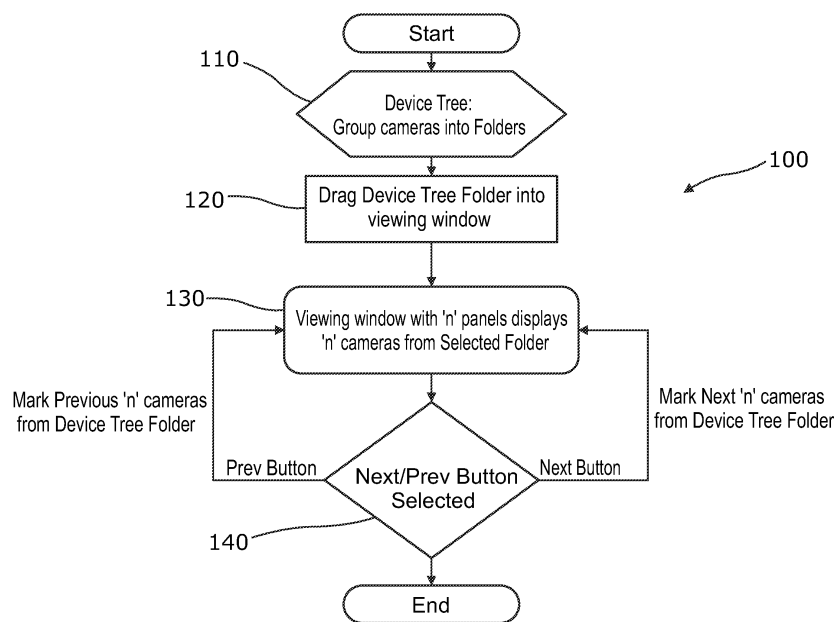 Start
110
Device Tree:
Group cameras into Folders
100
120
Drag Device Tree Folder into
viewing window
130
Viewing window with 'n' panels displays
'n' cameras from Selected Folder
Mark Previous 'n' cameras
from Device Tree Folder
Mark Next 'n' cameras
from Device Tree Folder
Prev Button
Next/Prev Button
Selected
Next Button
140
End